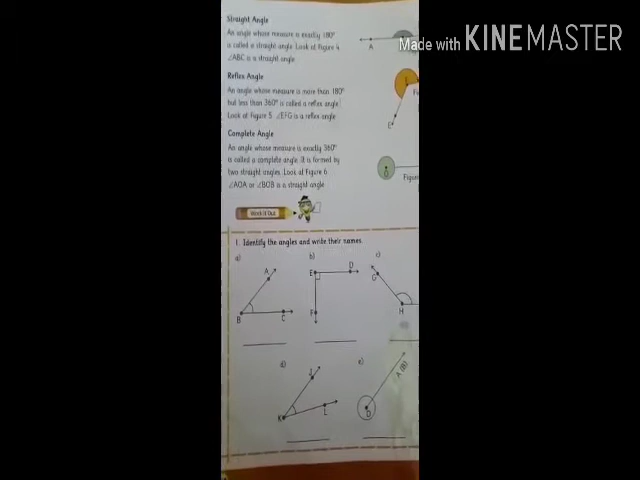 Straight Angle
An angle whose measure is exactly 180°
is called a straight angle. Look at Figure 4.
∠ABC is a straight angle
A
Made with KINEMASTER
Reflex Angle
An angle whose measure is more than 180°
but less than 360° is called a reflex angle.
Look at Figure 5. ∠EFG is a reflex angle
E
Complete Angle
An angle whose measure is exactly 360°
is called a complete angle. It is formed by
two straight angles. Look at Figure 6
∠AOA or ∠BOB is a straight angle
O
Figure
Work It Out
1. Identify the angles and write their names.
a) b) c)
A E D G
B C F H
d) e)
J A (B)
K L O